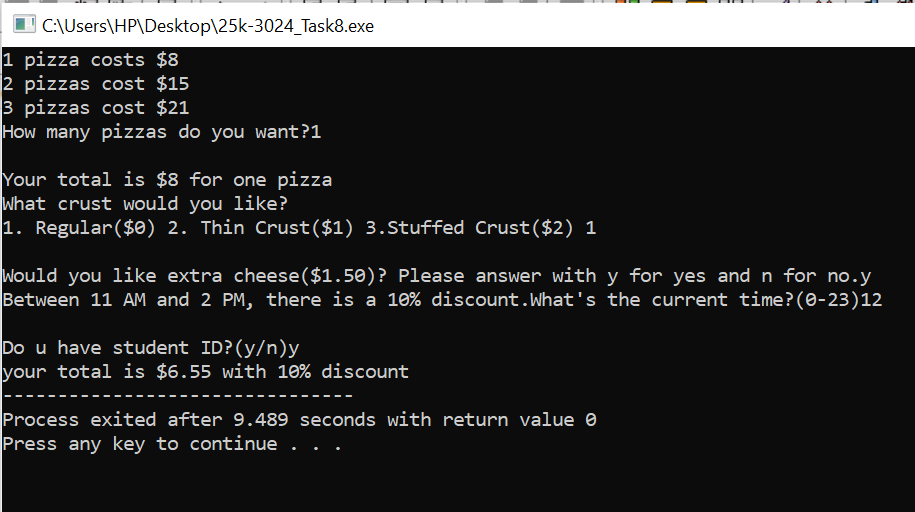 C:\Users\HP\Desktop\25k-3024_Task8.exe
1 pizza costs $8
2 pizzas cost $15
3 pizzas cost $21
How many pizzas do you want?1
Your total is $8 for one pizza
What crust would you like?
1. Regular($0) 2. Thin Crust($1) 3.Stuffed Crust($2) 1
Would you like extra cheese($1.50)? Please answer with y for yes and n for no.y
Between 11 AM and 2 PM, there is a 10% discount.What's the current time?(0-23)12
Do u have student ID?(y/n)y
your total is $6.55 with 10% discount
--------------------------------
Process exited after 9.489 seconds with return value 0
Press any key to continue . . .